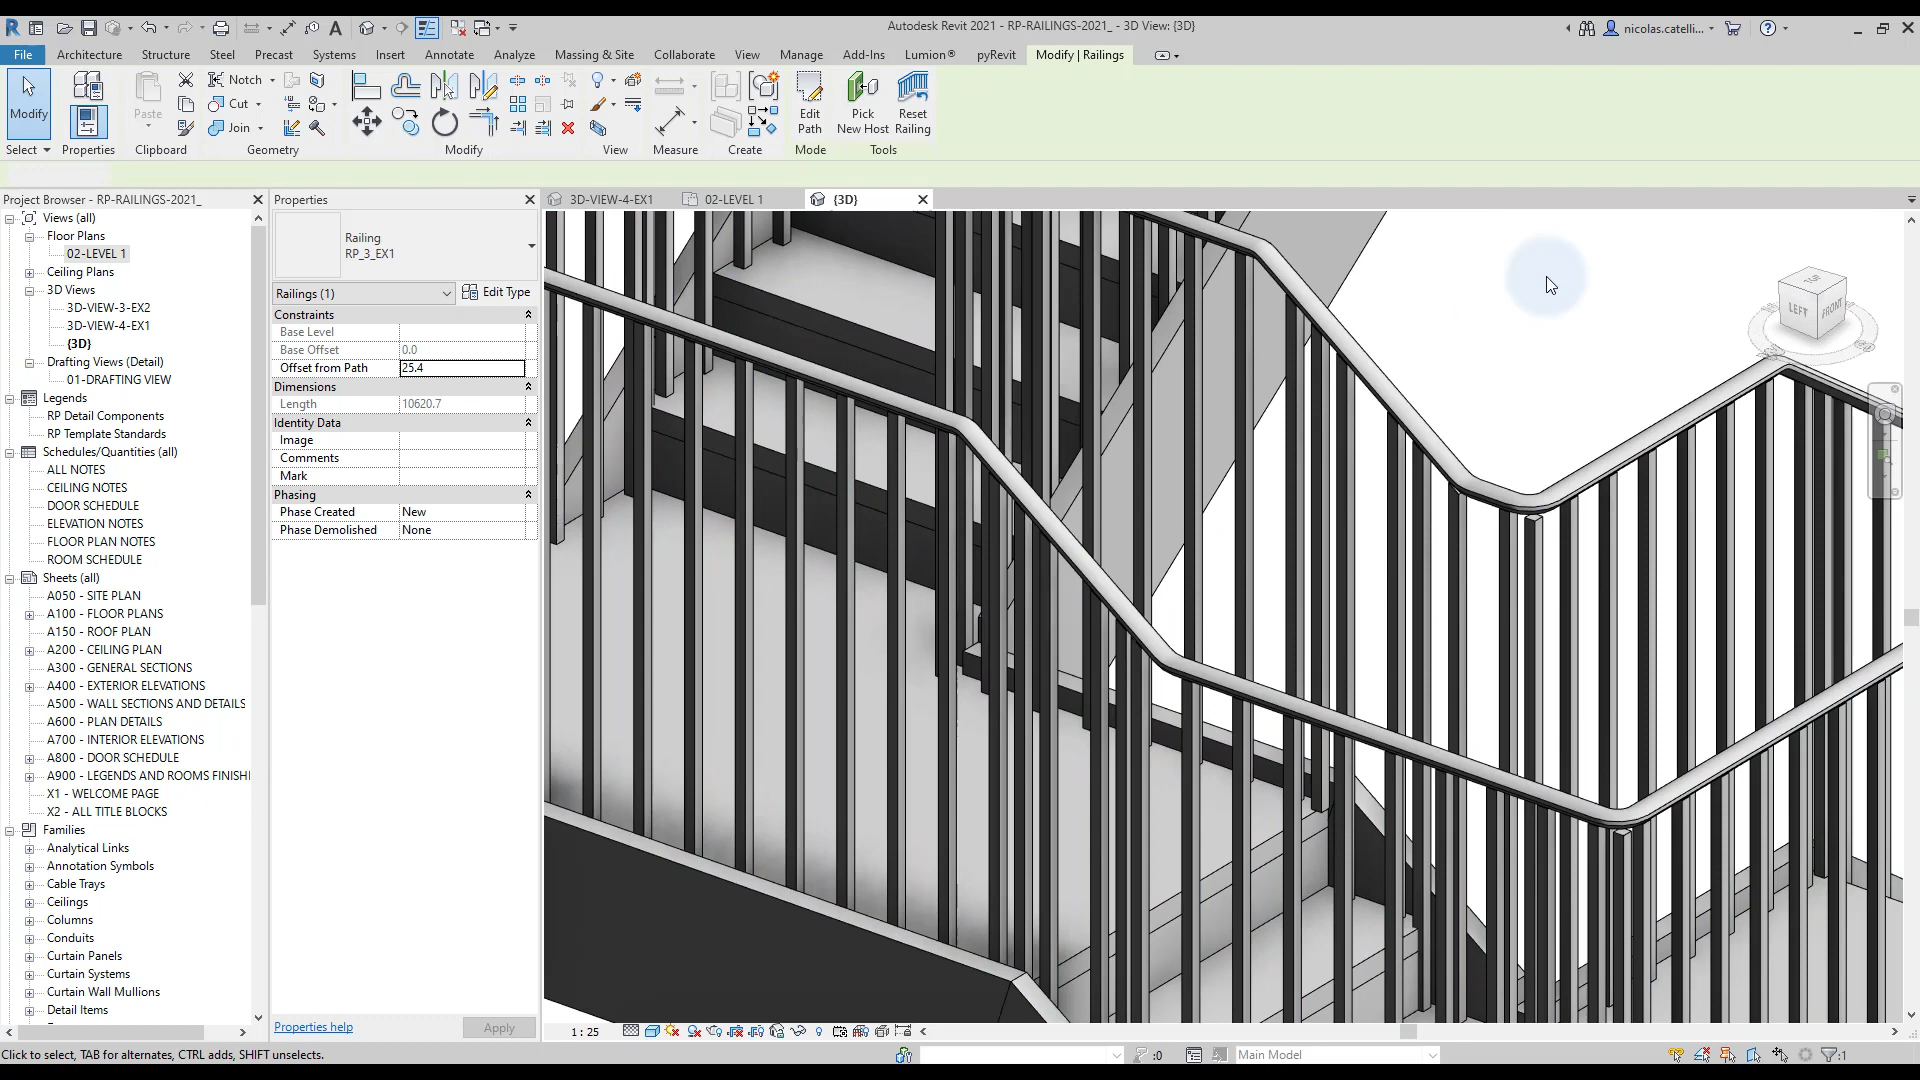 Autodesk Revit 2021 - RP-RAILINGS-2021_ - 3D View: {3D}
nicolas.catelli...
File
Architecture
Structure
Steel
Precast
Systems
Insert
Annotate
Analyze
Massing & Site
Collaborate
View
Manage
Add-Ins
Lumion®
pyRevit
Modify | Railings
Modify
Paste
Notch
Cut
Join
Edit
Path
Pick
New Host
Reset
Railing
Select
Properties
Clipboard
Geometry
Modify
View
Measure
Create
Mode
Tools
Project Browser - RP-RAILINGS-2021_
Views (all)
Floor Plans
02-LEVEL 1
Ceiling Plans
3D Views
3D-VIEW-3-EX2
3D-VIEW-4-EX1
{3D}
Drafting Views (Detail)
01-DRAFTING VIEW
Legends
RP Detail Components
RP Template Standards
Schedules/Quantities (all)
ALL NOTES
CEILING NOTES
DOOR SCHEDULE
ELEVATION NOTES
FLOOR PLAN NOTES
ROOM SCHEDULE
Sheets (all)
A050 - SITE PLAN
A100 - FLOOR PLANS
A150 - ROOF PLAN
A200 - CEILING PLAN
A300 - GENERAL SECTIONS
A400 - EXTERIOR ELEVATIONS
A500 - WALL SECTIONS AND DETAILS
A600 - PLAN DETAILS
A700 - INTERIOR ELEVATIONS
A800 - DOOR SCHEDULE
A900 - LEGENDS AND ROOMS FINISHI
X1 - WELCOME PAGE
X2 - ALL TITLE BLOCKS
Families
Analytical Links
Annotation Symbols
Cable Trays
Ceilings
Columns
Conduits
Curtain Panels
Curtain Systems
Curtain Wall Mullions
Detail Items
Properties
Railing
RP_3_EX1
Railings (1)
Edit Type
Constraints
Base Level
Base Offset 0.0
Offset from Path 25.4
Dimensions
Length 10620.7
Identity Data
Image
Comments
Mark
Phasing
Phase Created New
Phase Demolished None
Properties help
Apply
3D-VIEW-4-EX1
02-LEVEL 1
{3D}
TOP
LEFT
FRONT
1 : 25
Click to select, TAB for alternates, CTRL adds, SHIFT unselects.
:0
Main Model
:1